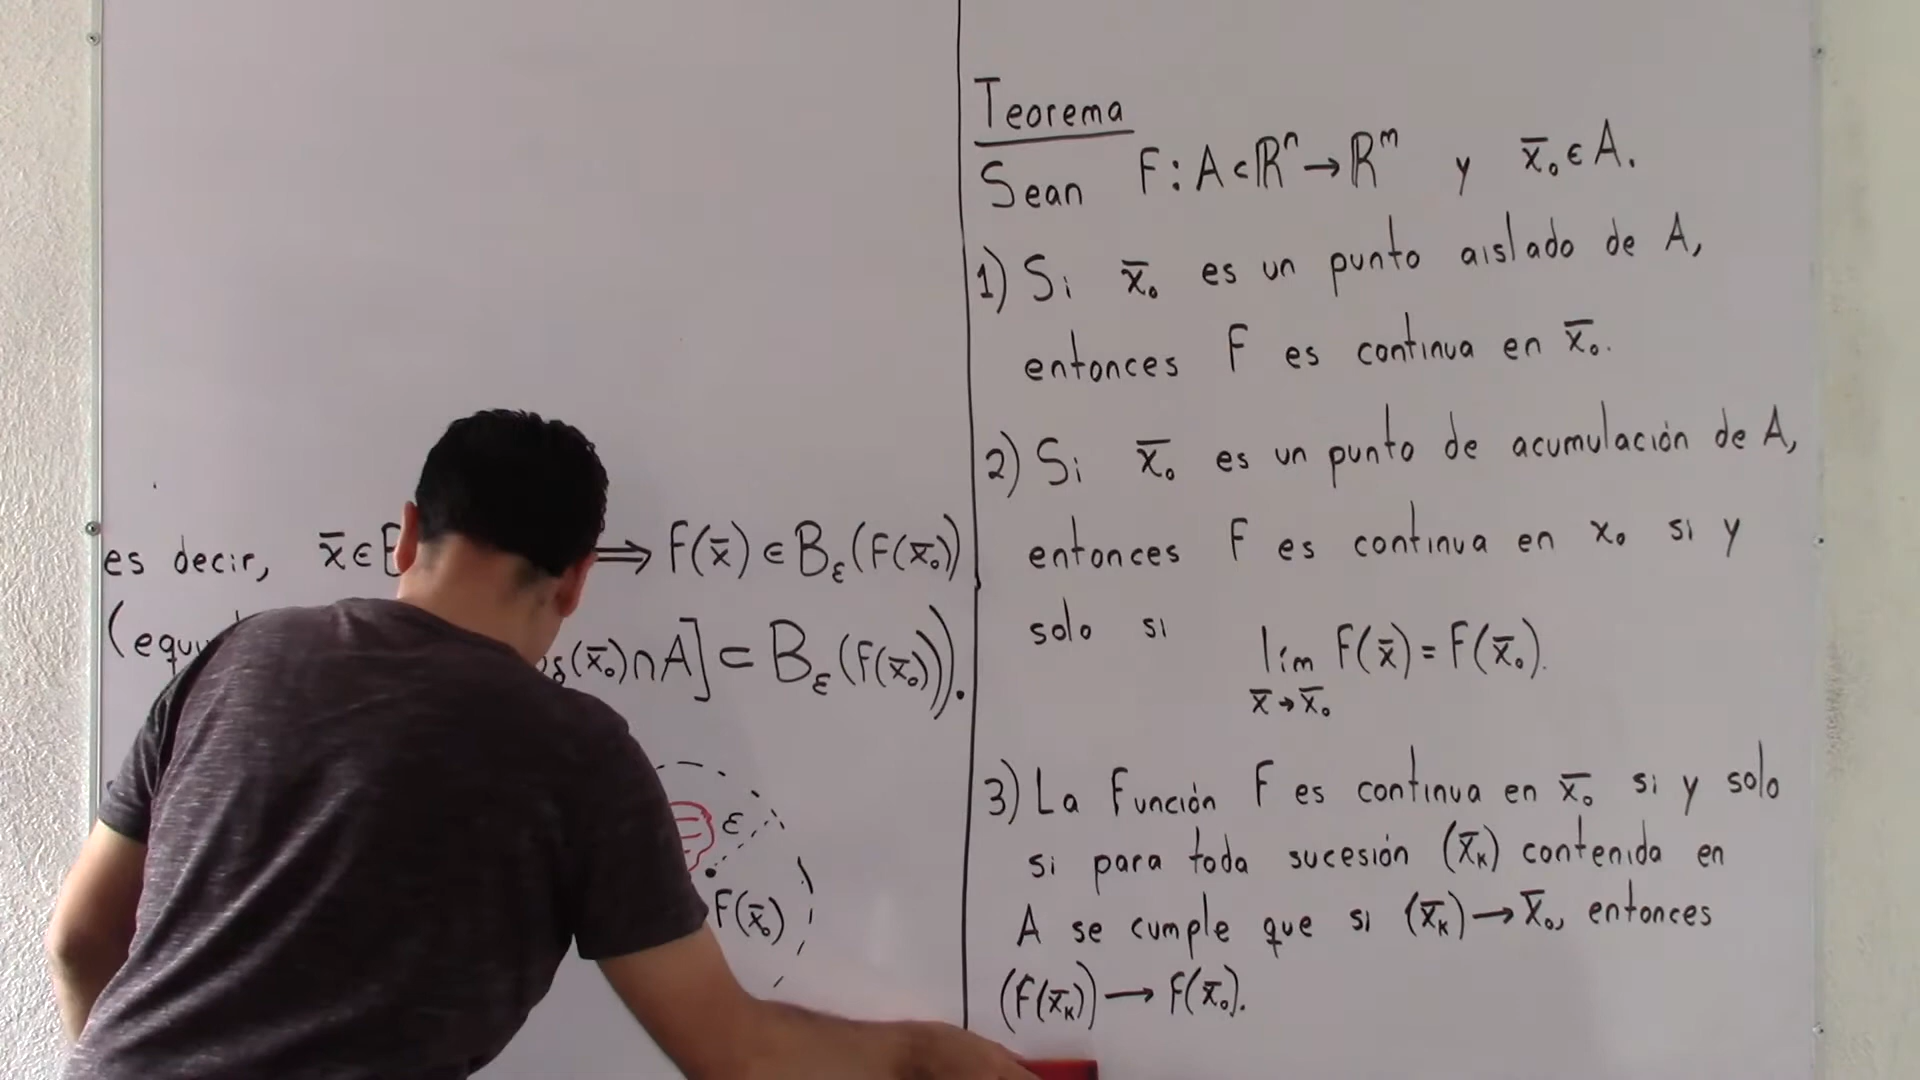 es decir, x̄ ∈ B ⟹ F(x̄) ∈ B_ε(F(x̄₀))
(equi δ(x̄₀)∩A] ⊂ B_ε(F(x̄₀)).
ε
F(x̄₀)
Teorema
Sean F: A ⊂ ℝⁿ → ℝᵐ y x̄₀ ∈ A.
1) Si x̄₀ es un punto aislado de A,
entonces F es continua en x̄₀.
2) Si x̄₀ es un punto de acumulación de A,
entonces F es continua en x₀ si y
solo si lím F(x̄) = F(x̄₀).
x̄→x̄₀
3) La función F es continua en x̄₀ si y solo
si para toda sucesión (x̄ₖ) contenida en
A se cumple que si (x̄ₖ) → x̄₀, entonces
(F(x̄ₖ)) → F(x̄₀).